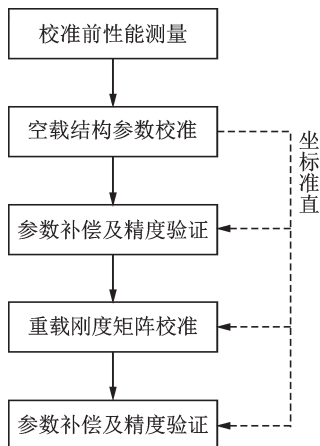 校准前性能测量
空载结构参数校准
坐标准直
参数补偿及精度验证
重载刚度矩阵校准
参数补偿及精度验证